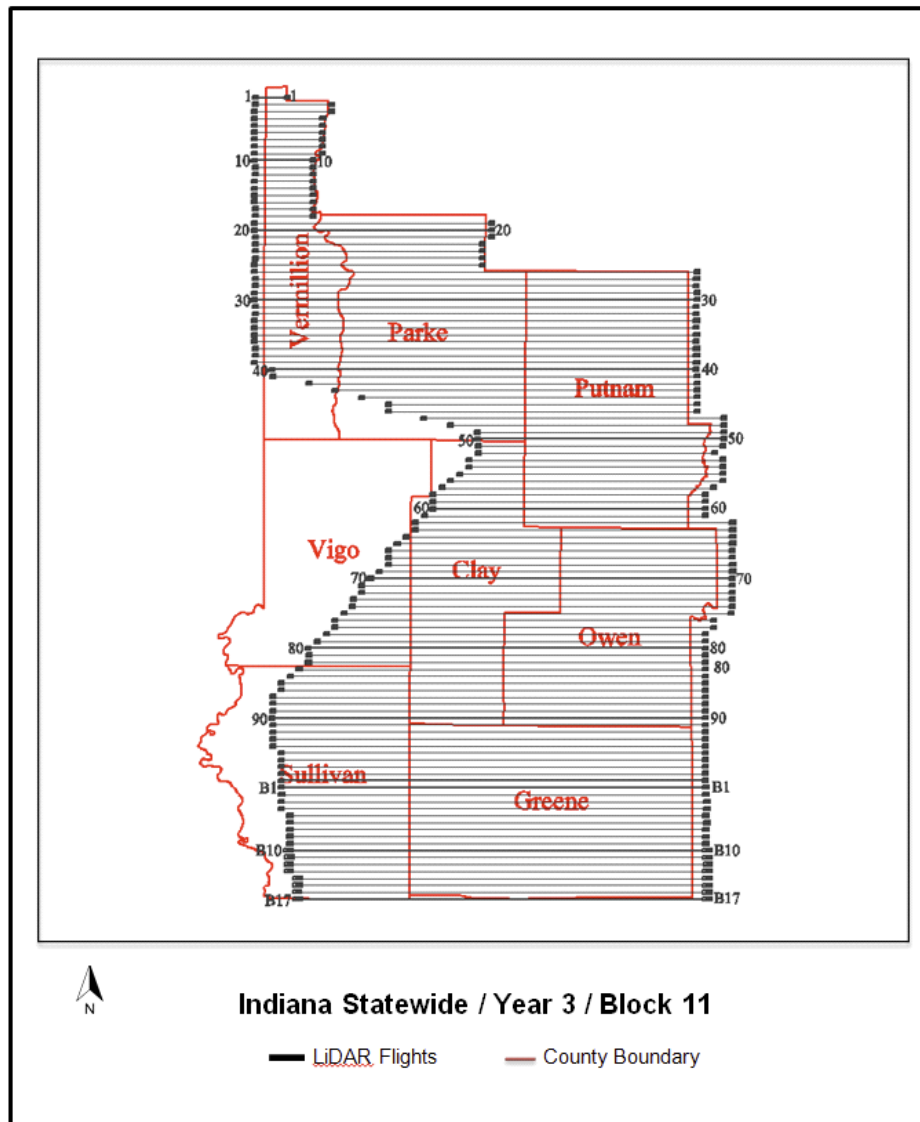 1 1
10 10
20 20
Vermillion
30 30
Parke
40 40
Putnam
50 50
60 60
Vigo
Clay
70 70
Owen
80 80
80
90 90
Sullivan
B1 B1
Greene
B10 B10
B17 B17
N
Indiana Statewide / Year 3 / Block 11
LiDAR Flights County Boundary